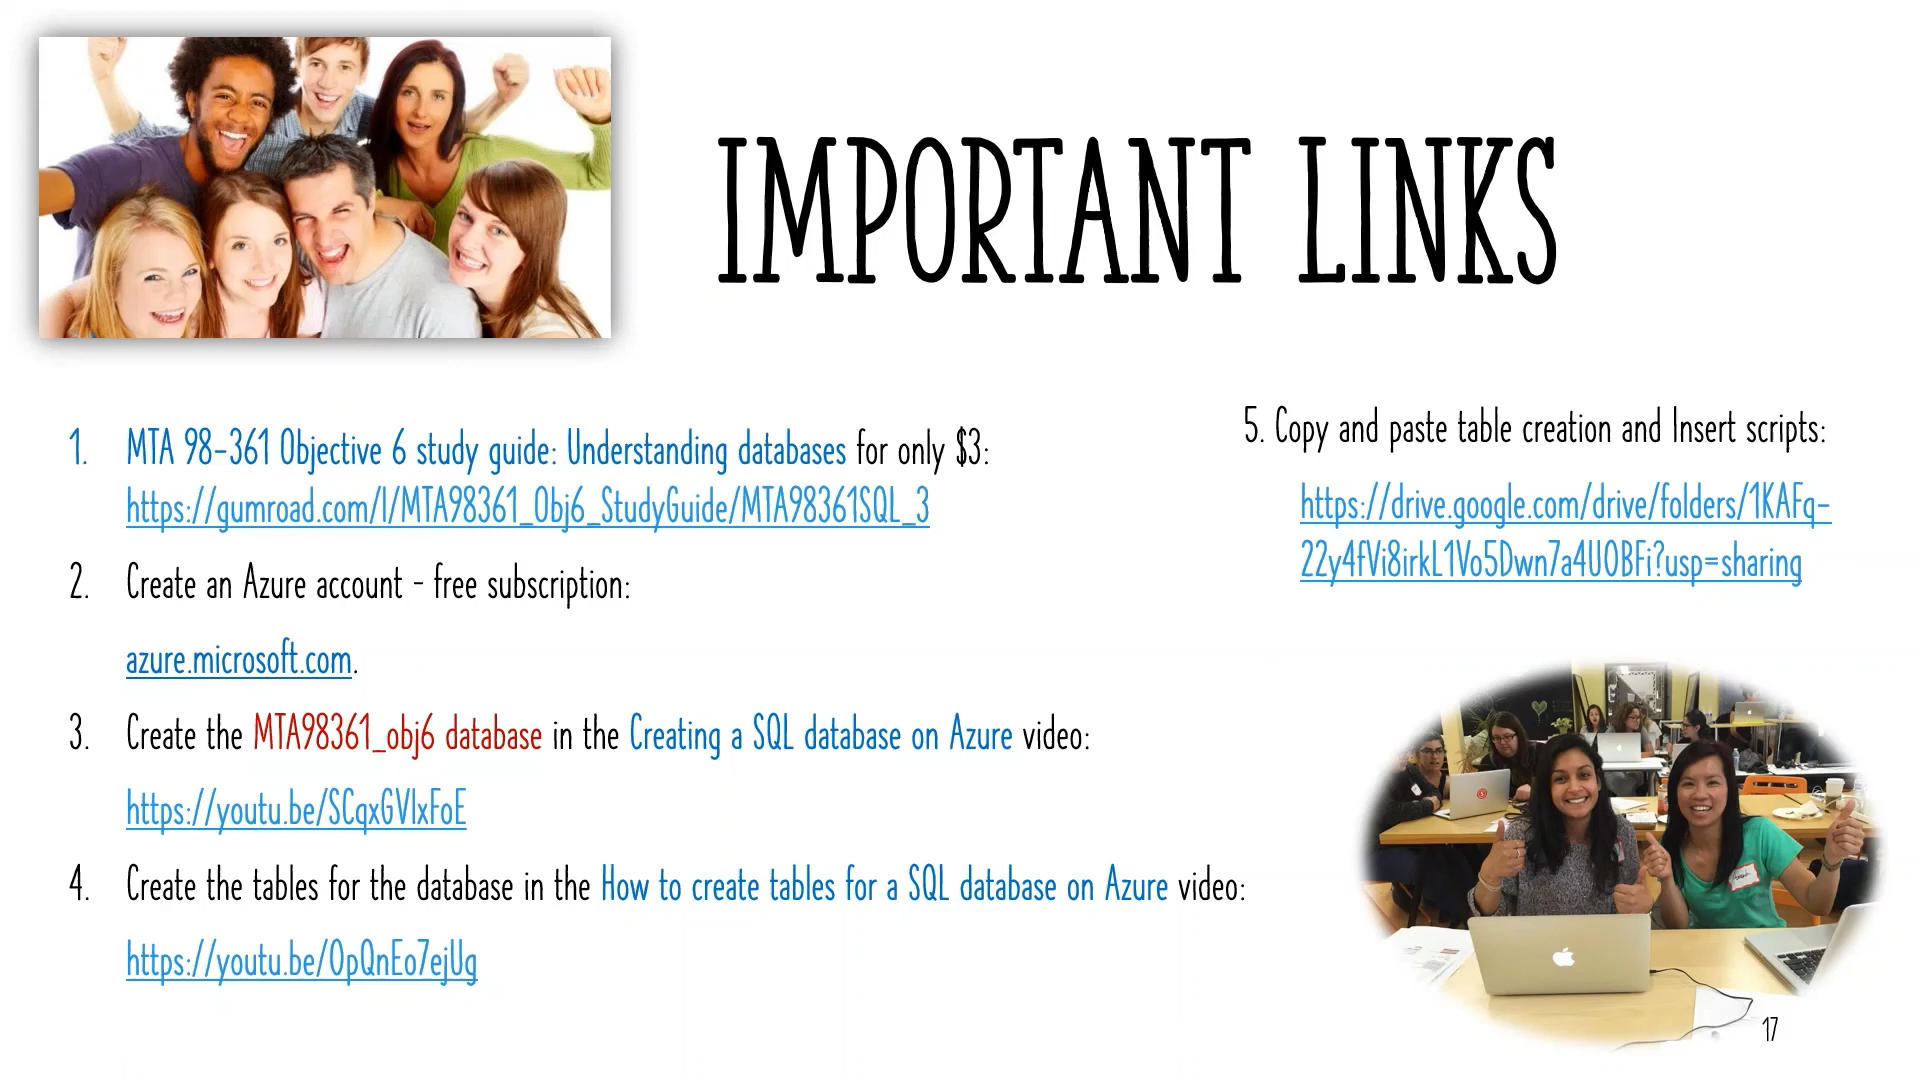 IMPORTANT LINKS
1. MTA 98-361 Objective 6 study guide: Understanding databases for only $3:
https://gumroad.com/l/MTA98361_Obj6_StudyGuide/MTA98361SQL_3
2. Create an Azure account - free subscription:
azure.microsoft.com.
3. Create the MTA98361_obj6 database in the Creating a SQL database on Azure video:
https://youtu.be/SCqxGVlxFoE
4. Create the tables for the database in the How to create tables for a SQL database on Azure video:
https://youtu.be/OpQnEo7ejUg
5. Copy and paste table creation and Insert scripts:
https://drive.google.com/drive/folders/1KAFq-
22y4fVi8irkL1Vo5Dwn7a4UOBFi?usp=sharing
17